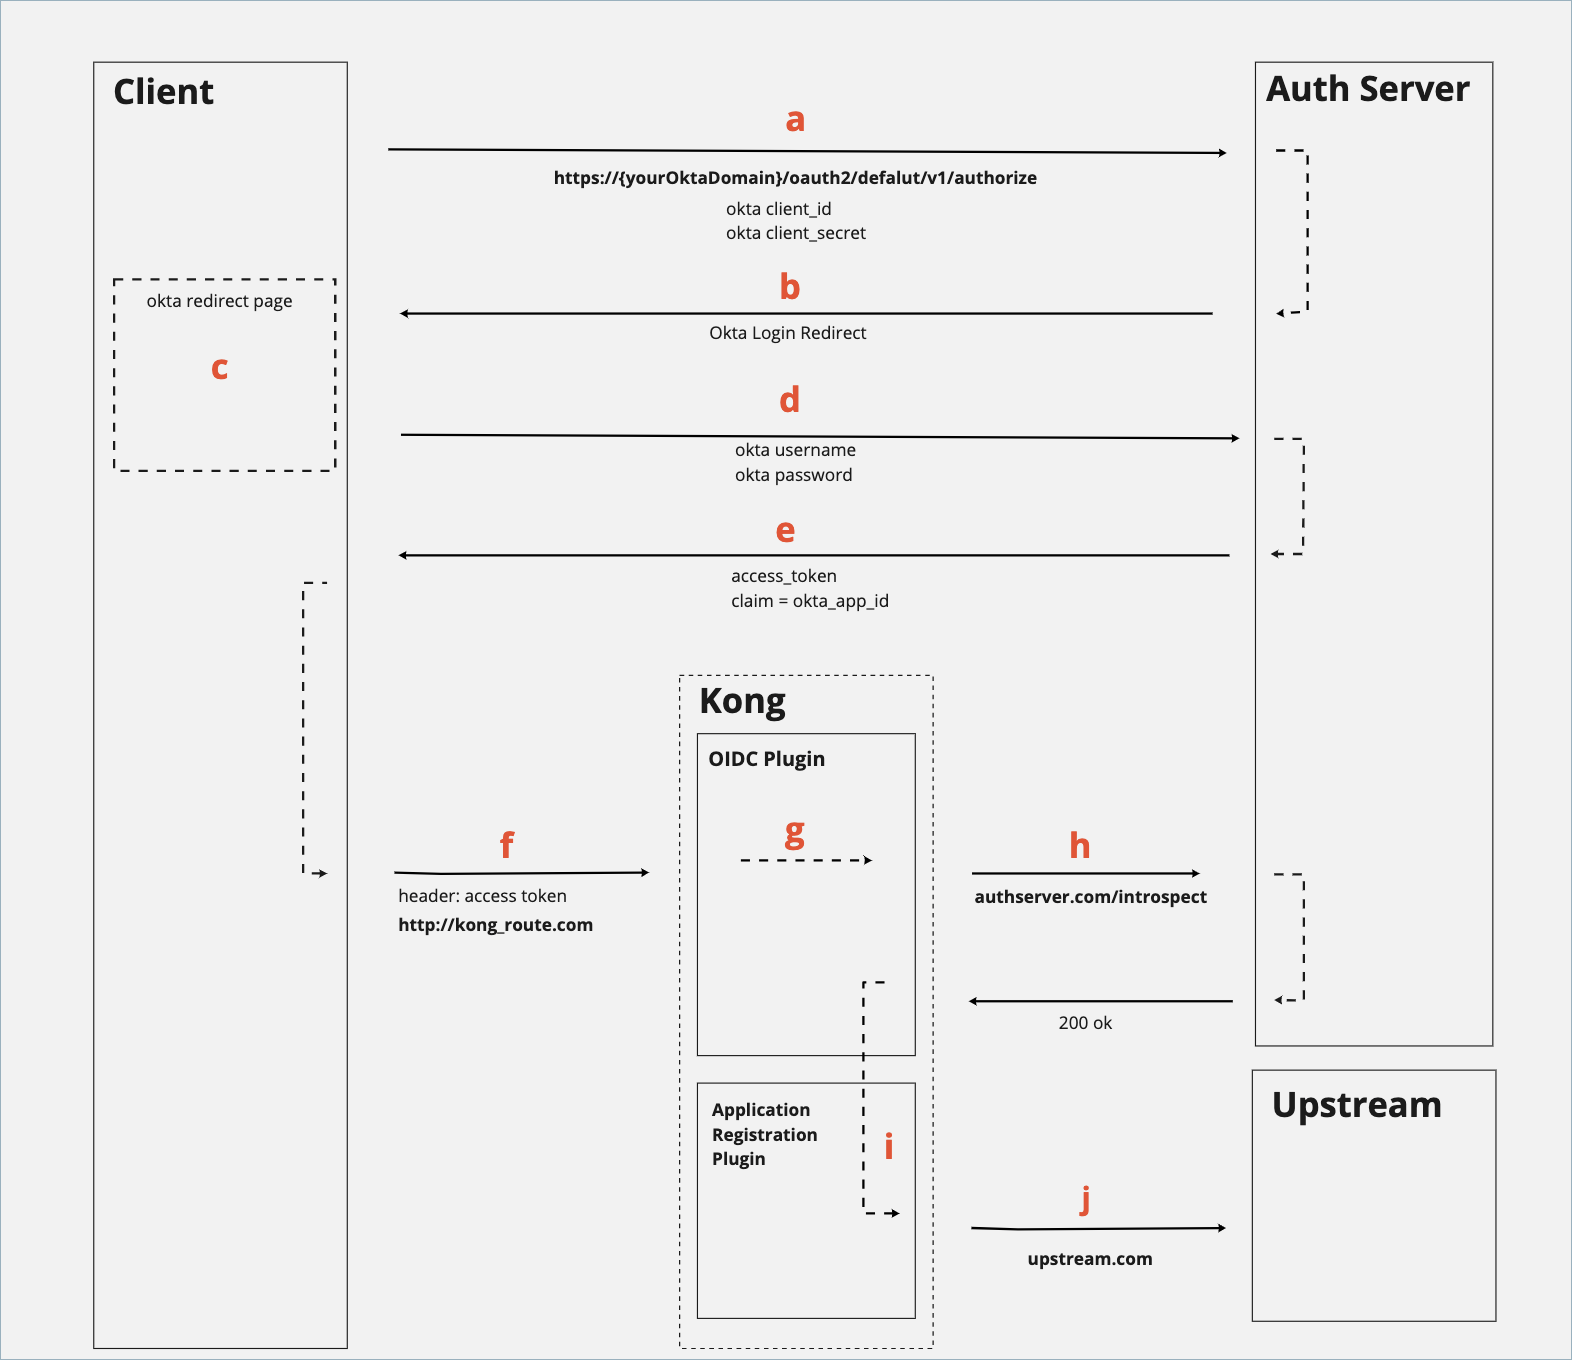 Client
Auth Server
a
https://{yourOktaDomain}/oauth2/defalut/v1/authorize
okta client_id
okta client_secret
b
Okta Login Redirect
okta redirect page
c
d
okta username
okta password
e
access_token
claim = okta_app_id
Kong
OIDC Plugin
g
f
header: access token
http://kong_route.com
h
authserver.com/introspect
200 ok
Application
Registration
Plugin
i
Upstream
j
upstream.com